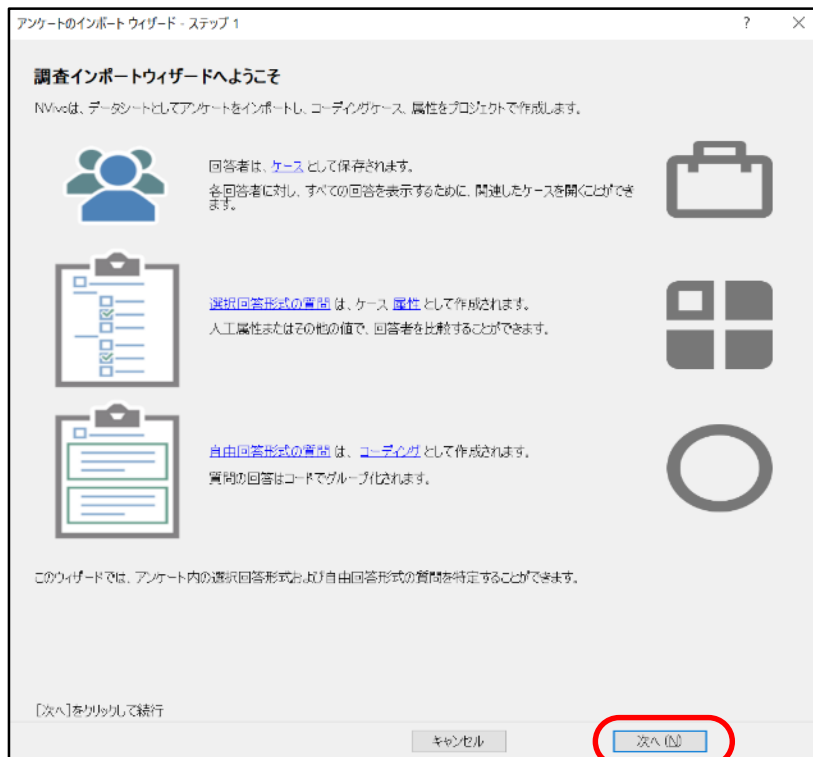 アンケートのインポート ウィザード - ステップ 1
?
×
調査インポートウィザードへようこそ
NVivoは、データシートとしてアンケートをインポートし、コーディングケース、属性をプロジェクトで作成します。
回答者は、ケース として保存されます。
各回答者に対し、すべての回答を表示するために、関連したケースを開くことができ
ます。
選択回答形式の質問 は、ケース 属性 として作成されます。
人工属性またはその他の値で、回答者を比較することができます。
自由回答形式の質問 は、コーディング として作成されます。
質問の回答はコードでグループ化されます。
このウィザードでは、アンケート内の選択回答形式および自由回答形式の質問を特定することができます。
[次へ]をクリックして続行
キャンセル
次へ (N)